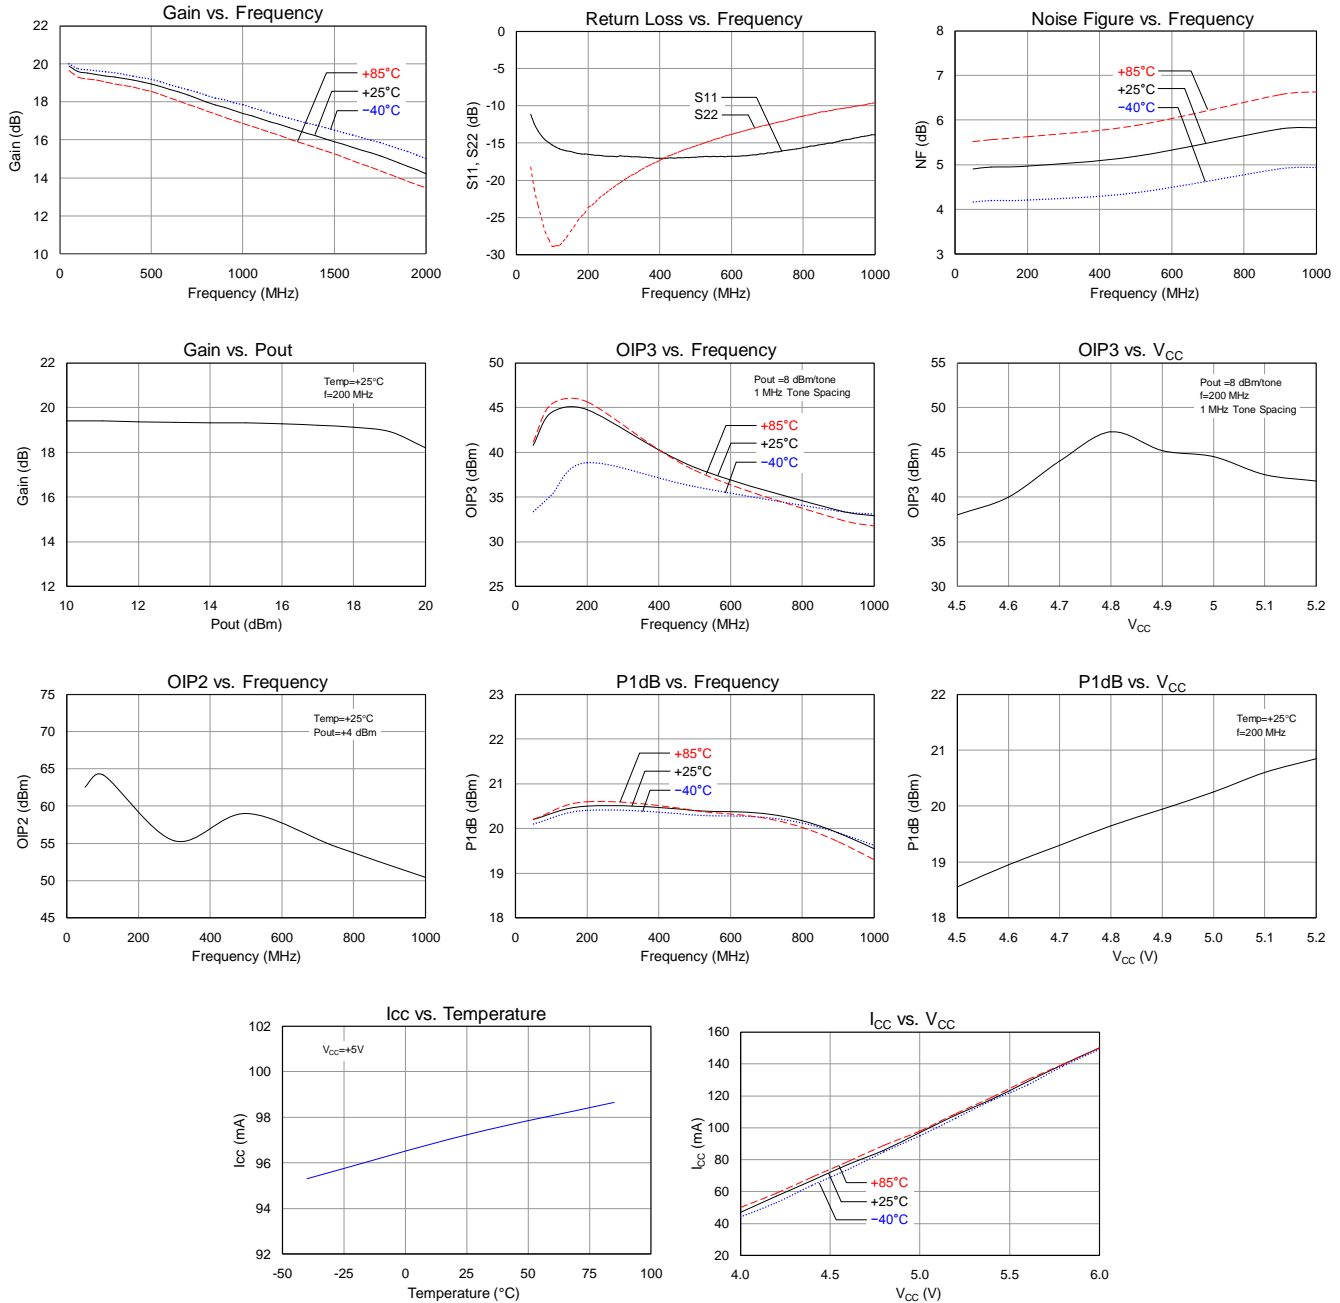 Gain vs. Frequency
22
20
18
16
14
12
10
Gain (dB)
+85°C
+25°C
−40°C
0 500 1000 1500 2000
Frequency (MHz)
Return Loss vs. Frequency
0
-5
-10
-15
-20
-25
-30
S11, S22 (dB)
S11
S22
0 200 400 600 800 1000
Frequency (MHz)
Noise Figure vs. Frequency
8
7
6
5
4
3
NF (dB)
+85°C
+25°C
−40°C
0 200 400 600 800 1000
Frequency (MHz)
Gain vs. Pout
22
20
18
16
14
12
Gain (dB)
Temp=+25°C
f=200 MHz
10 12 14 16 18 20
Pout (dBm)
OIP3 vs. Frequency
50
45
40
35
30
25
OIP3 (dBm)
Pout =8 dBm/tone
1 MHz Tone Spacing
+85°C
+25°C
−40°C
0 200 400 600 800 1000
Frequency (MHz)
OIP3 vs. VCC
55
50
45
40
35
30
OIP3 (dBm)
Pout =8 dBm/tone
f=200 MHz
1 MHz Tone Spacing
4.5 4.6 4.7 4.8 4.9 5 5.1 5.2
VCC
OIP2 vs. Frequency
75
70
65
60
55
50
45
OIP2 (dBm)
Temp=+25°C
Pout=+4 dBm
0 200 400 600 800 1000
Frequency (MHz)
P1dB vs. Frequency
23
22
21
20
19
18
P1dB (dBm)
+85°C
+25°C
−40°C
0 200 400 600 800 1000
Frequency (MHz)
P1dB vs. VCC
22
21
20
19
18
P1dB (dBm)
Temp=+25°C
f=200 MHz
4.5 4.6 4.7 4.8 4.9 5.0 5.1 5.2
VCC (V)
Icc vs. Temperature
102
100
98
96
94
92
Icc (mA)
VCC=+5V
-50 -25 0 25 50 75 100
Temperature (°C)
ICC vs. VCC
160
140
120
100
80
60
40
20
ICC (mA)
+85°C
+25°C
−40°C
4.0 4.5 5.0 5.5 6.0
VCC (V)